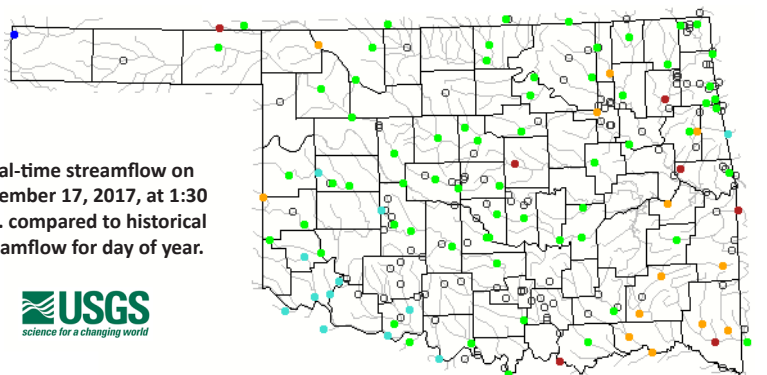 al-time streamflow on
ember 17, 2017, at 1:30
. compared to historical
eamflow for day of year.
USGS
science for a changing world